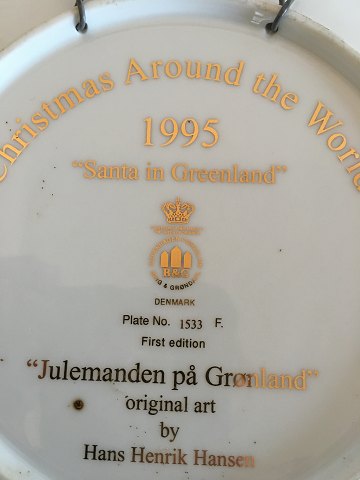 Christmas Around the World
1995
"Santa in Greenland"
B&G
DENMARK
Plate No. 1533 F.
First edition
"Julemanden på Grønland"
original art
by
Hans Henrik Hansen